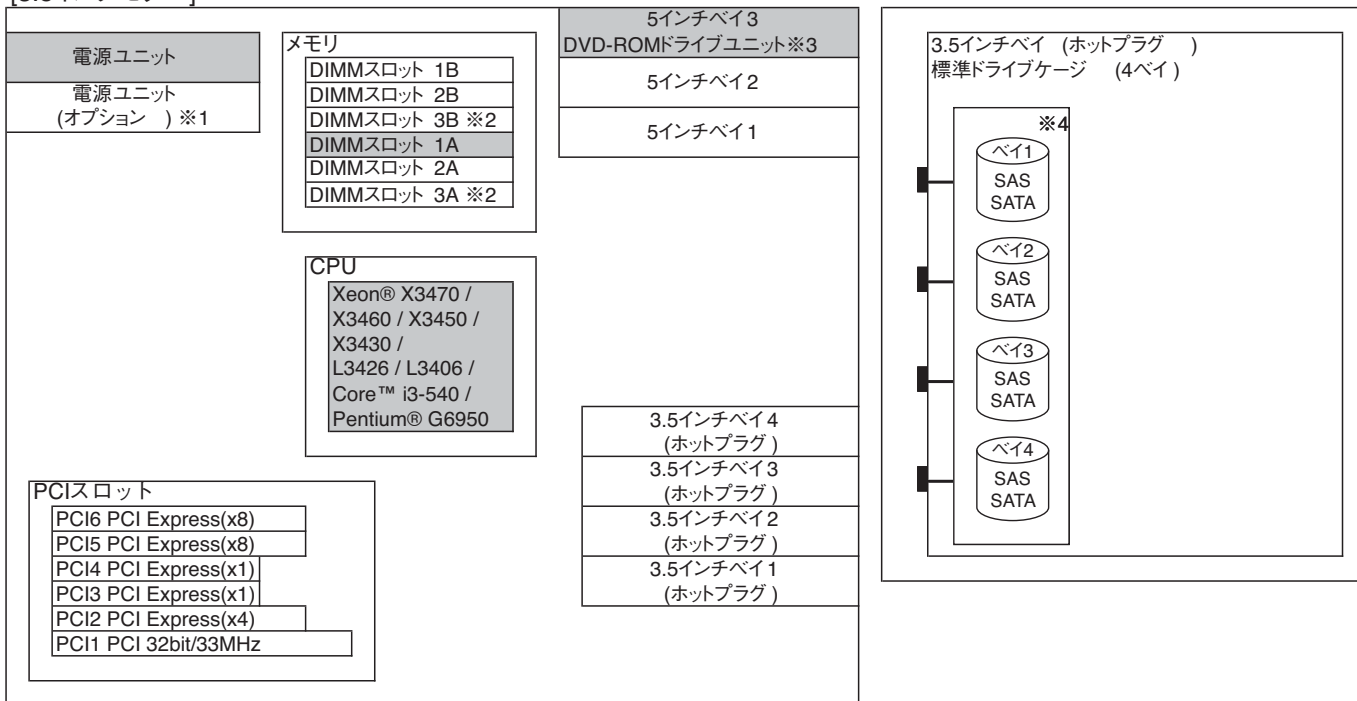 電源ユニット
電源ユニット
(オプション ) ※1
メモリ
DIMMスロット 1B
DIMMスロット 2B
DIMMスロット 3B ※2
DIMMスロット 1A
DIMMスロット 2A
DIMMスロット 3A ※2
CPU
Xeon® X3470 /
X3460 / X3450 /
X3430 /
L3426 / L3406 /
Core™ i3-540 /
Pentium® G6950
PCIスロット
PCI6 PCI Express(x8)
PCI5 PCI Express(x8)
PCI4 PCI Express(x1)
PCI3 PCI Express(x1)
PCI2 PCI Express(x4)
PCI1 PCI 32bit/33MHz
5インチベイ3
DVD-ROMドライブユニット※3
5インチベイ2
5インチベイ1
3.5インチベイ4
(ホットプラグ )
3.5インチベイ3
(ホットプラグ )
3.5インチベイ2
(ホットプラグ )
3.5インチベイ1
(ホットプラグ )
3.5インチベイ (ホットプラグ )
標準ドライブケージ (4ベイ )
※4
ベイ1
SAS
SATA
ベイ2
SAS
SATA
ベイ3
SAS
SATA
ベイ4
SAS
SATA